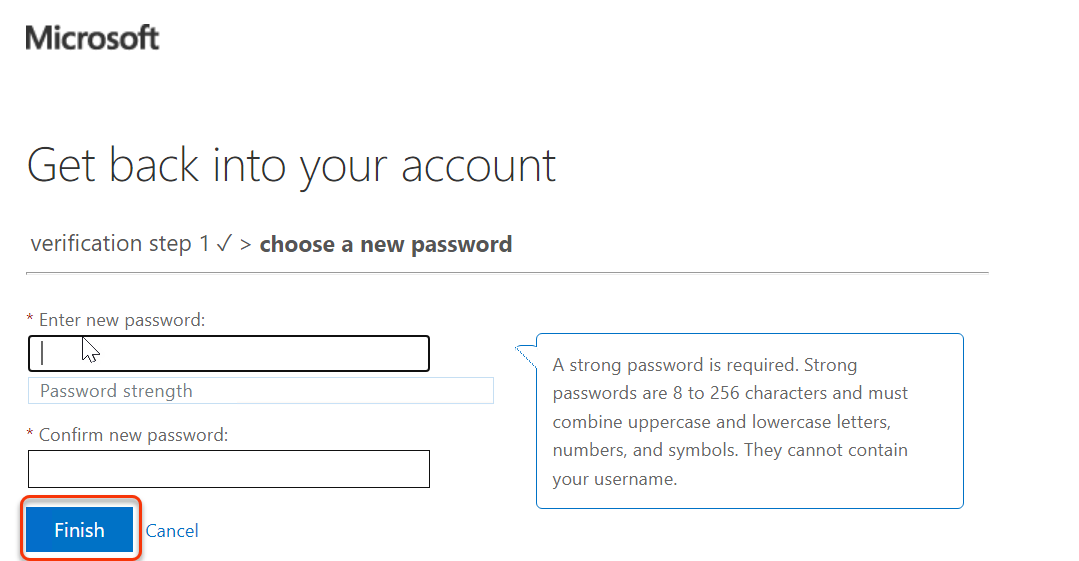 Microsoft
Get back into your account
verification step 1 ✓ > choose a new password
* Enter new password:
Password strength
A strong password is required. Strong
passwords are 8 to 256 characters and must
combine uppercase and lowercase letters,
numbers, and symbols. They cannot contain
your username.
* Confirm new password:
Finish
Cancel